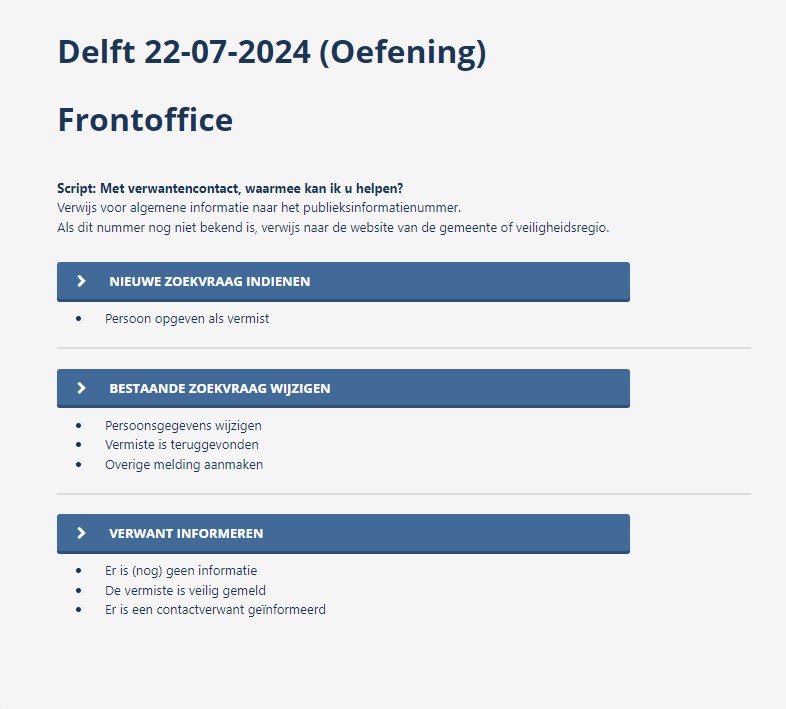 Delft 22-07-2024 (Oefening)
Frontoffice
Script: Met verwantencontact, waarmee kan ik u helpen?
Verwijs voor algemene informatie naar het publieksinformatienummer.
Als dit nummer nog niet bekend is, verwijs naar de website van de gemeente of veiligheidsregio.
NIEUWE ZOEKVRAAG INDIENEN
• Persoon opgeven als vermist
BESTAANDE ZOEKVRAAG WIJZIGEN
• Persoonsgegevens wijzigen
• Vermiste is teruggevonden
• Overige melding aanmaken
VERWANT INFORMEREN
• Er is (nog) geen informatie
• De vermiste is veilig gemeld
• Er is een contactverwant geïnformeerd